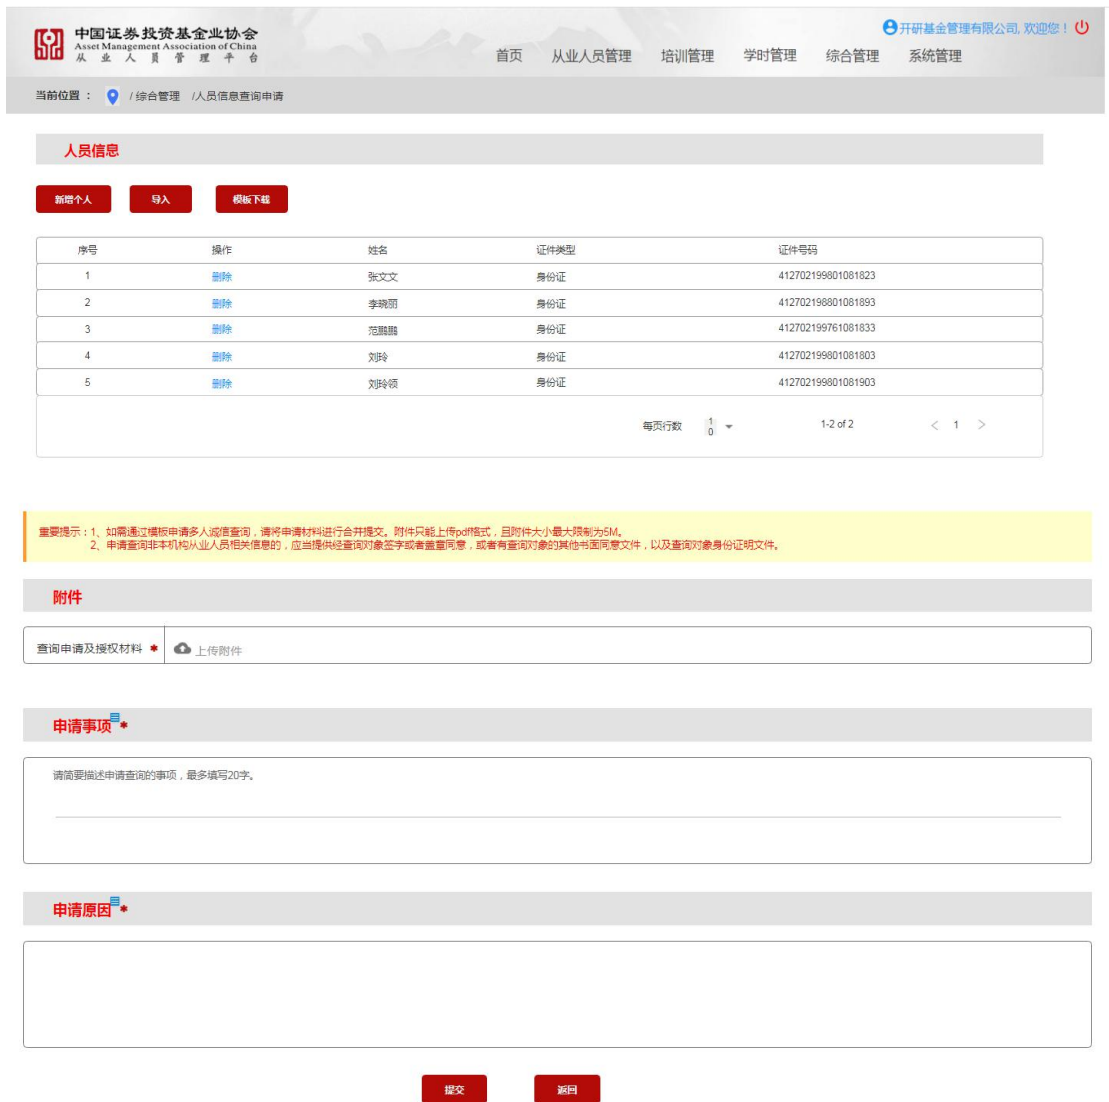 中国证券投资基金业协会
Asset Management Association of China
从业人员管理平台
开研基金管理有限公司, 欢迎您！
首页 从业人员管理 培训管理 学时管理 综合管理 系统管理
当前位置 ： / 综合管理 /人员信息查询申请
人员信息
新增个人 导入 模板下载
序号 操作 姓名 证件类型 证件号码
1 删除 张文文 身份证 412702199801081823
2 删除 李晓丽 身份证 412702198801081893
3 删除 范鹏鹏 身份证 412702199761081833
4 删除 刘玲 身份证 412702199801081803
5 删除 刘玲颂 身份证 412702199801081903
每页行数 10 1-2 of 2 < 1 >
重要提示：1、如需通过模板申请多人诚信查询，请将申请材料进行合并提交。附件只能上传pdf格式，且附件大小最大限制为5M。
2、申请查询非本机构从业人员相关信息的，应当提供经查询对象签字或者盖章同意，或者有查询对象的其他书面同意文件，以及查询对象身份证明文件。
附件
查询申请及授权材料 * 上传附件
申请事项 *
请简要描述申请查询的事项，最多填写20字。
申请原因 *
提交 返回